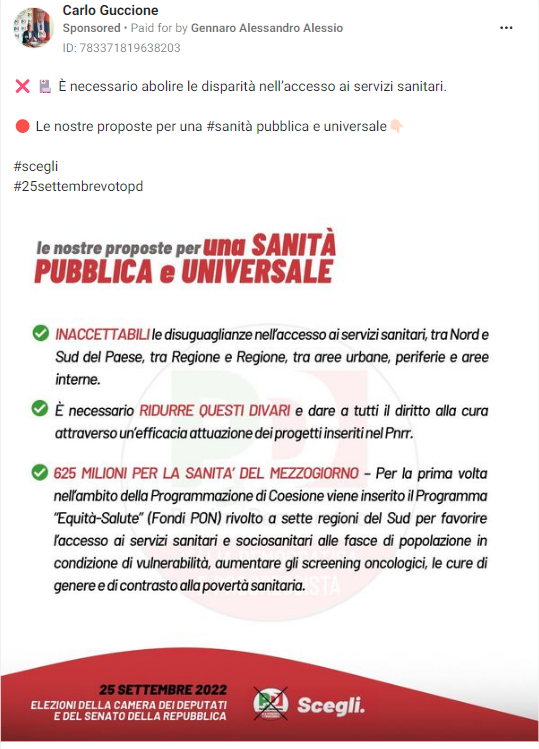 Carlo Guccione
Sponsored • Paid for by Gennaro Alessandro Alessio
ID: 783371819638203
❌ 💾 È necessario abolire le disparità nell'accesso ai servizi sanitari.
🔴 Le nostre proposte per una #sanità pubblica e universale👇🏻
#scegli
#25settembrevotopd
le nostre proposte per una SANITÀ
PUBBLICA e UNIVERSALE
INACCETTABILI le disuguaglianze nell'accesso ai servizi sanitari, tra Nord e
Sud del Paese, tra Regione e Regione, tra aree urbane, periferie e aree
interne.
È necessario RIDURRE QUESTI DIVARI e dare a tutti il diritto alla cura
attraverso un'efficacia attuazione dei progetti inseriti nel Pnrr.
625 MILIONI PER LA SANITA' DEL MEZZOGIORNO – Per la prima volta
nell'ambito della Programmazione di Coesione viene inserito il Programma
"Equità-Salute" (Fondi PON) rivolto a sette regioni del Sud per favorire
l'accesso ai servizi sanitari e sociosanitari alle fasce di popolazione in
condizione di vulnerabilità, aumentare gli screening oncologici, le cure di
genere e di contrasto alla povertà sanitaria.
25 SETTEMBRE 2022
ELEZIONI DELLA CAMERA DEI DEPUTATI
E DEL SENATO DELLA REPUBBLICA
PD
Scegli.